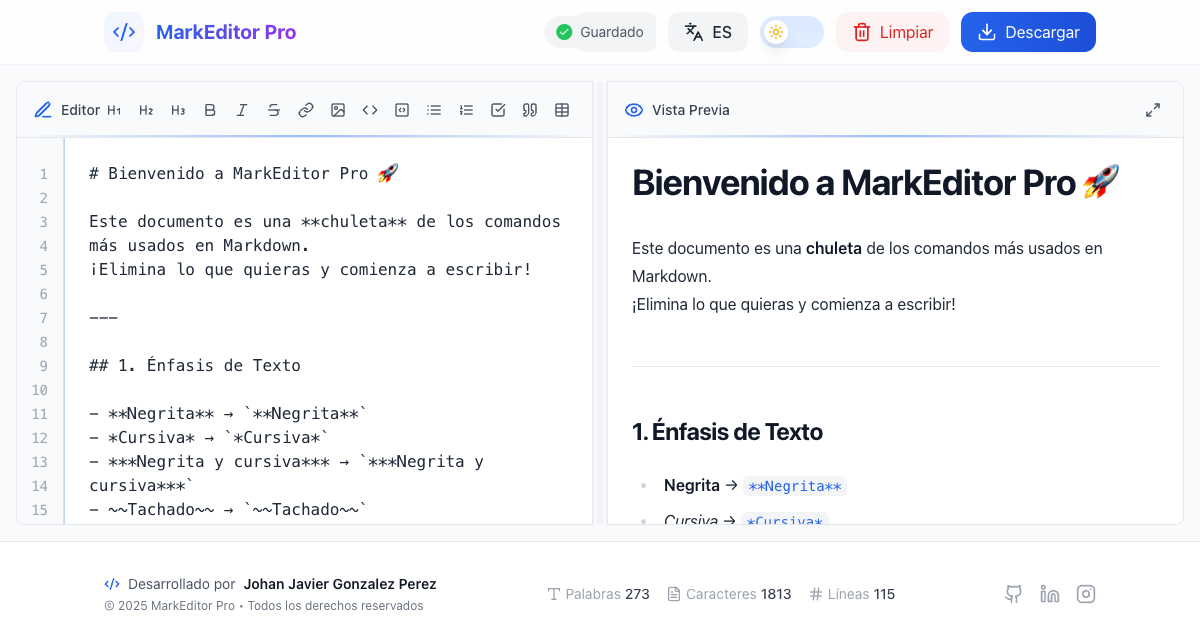 MarkEditor Pro
Guardado
ES
Limpiar
Descargar
Editor H1 H2 H3
1 # Bienvenido a MarkEditor Pro 🚀
2
3 Este documento es una **chuleta** de los comandos
4 más usados en Markdown.
5 ¡Elimina lo que quieras y comienza a escribir!
6
7 ---
8
9 ## 1. Énfasis de Texto
10
11 - **Negrita** → `**Negrita**`
12 - *Cursiva* → `*Cursiva*`
13 - ***Negrita y cursiva*** → `***Negrita y
14 cursiva***`
15 - ~~Tachado~~ → `~~Tachado~~`
Vista Previa
Bienvenido a MarkEditor Pro 🚀
Este documento es una chuleta de los comandos más usados en
Markdown.
¡Elimina lo que quieras y comienza a escribir!
1. Énfasis de Texto
Negrita → **Negrita**
Cursiva → *Cursiva*
Desarrollado por Johan Javier Gonzalez Perez
© 2025 MarkEditor Pro • Todos los derechos reservados
Palabras 273
Caracteres 1813
Líneas 115